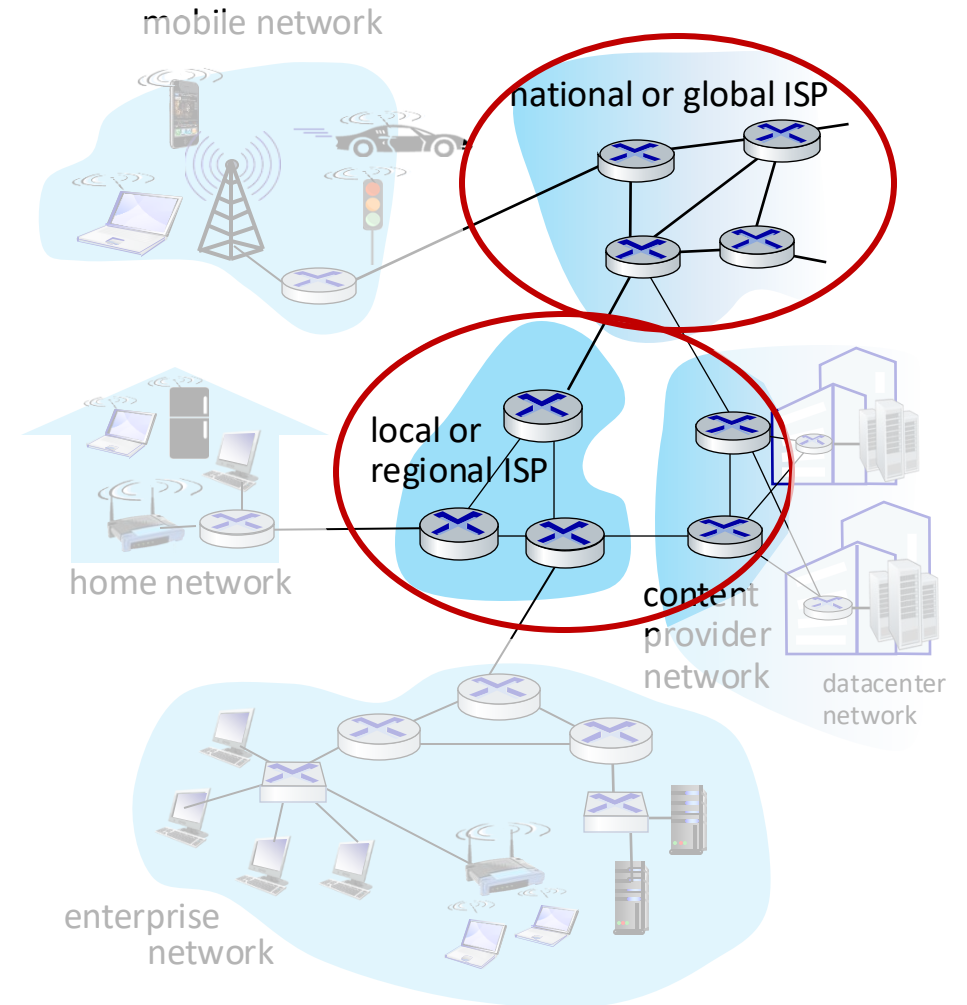 mobile network
national or global ISP
local or
regional ISP
home network
content
provider
network
datacenter
network
enterprise
network